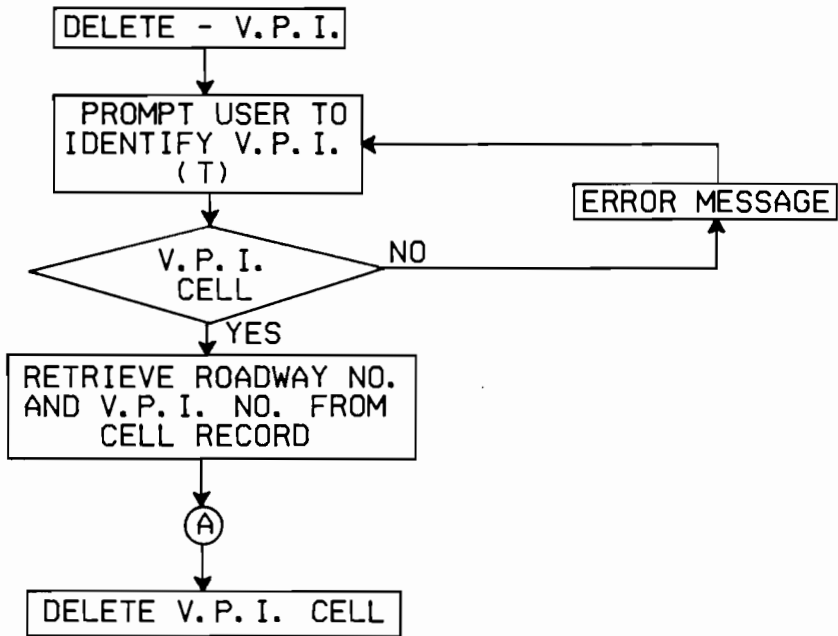 DELETE - V.P.I.
PROMPT USER TO
IDENTIFY V.P.I.
(T)
ERROR MESSAGE
V.P.I.
CELL
NO
YES
RETRIEVE ROADWAY NO.
AND V.P.I. NO. FROM
CELL RECORD
A
DELETE V.P.I. CELL